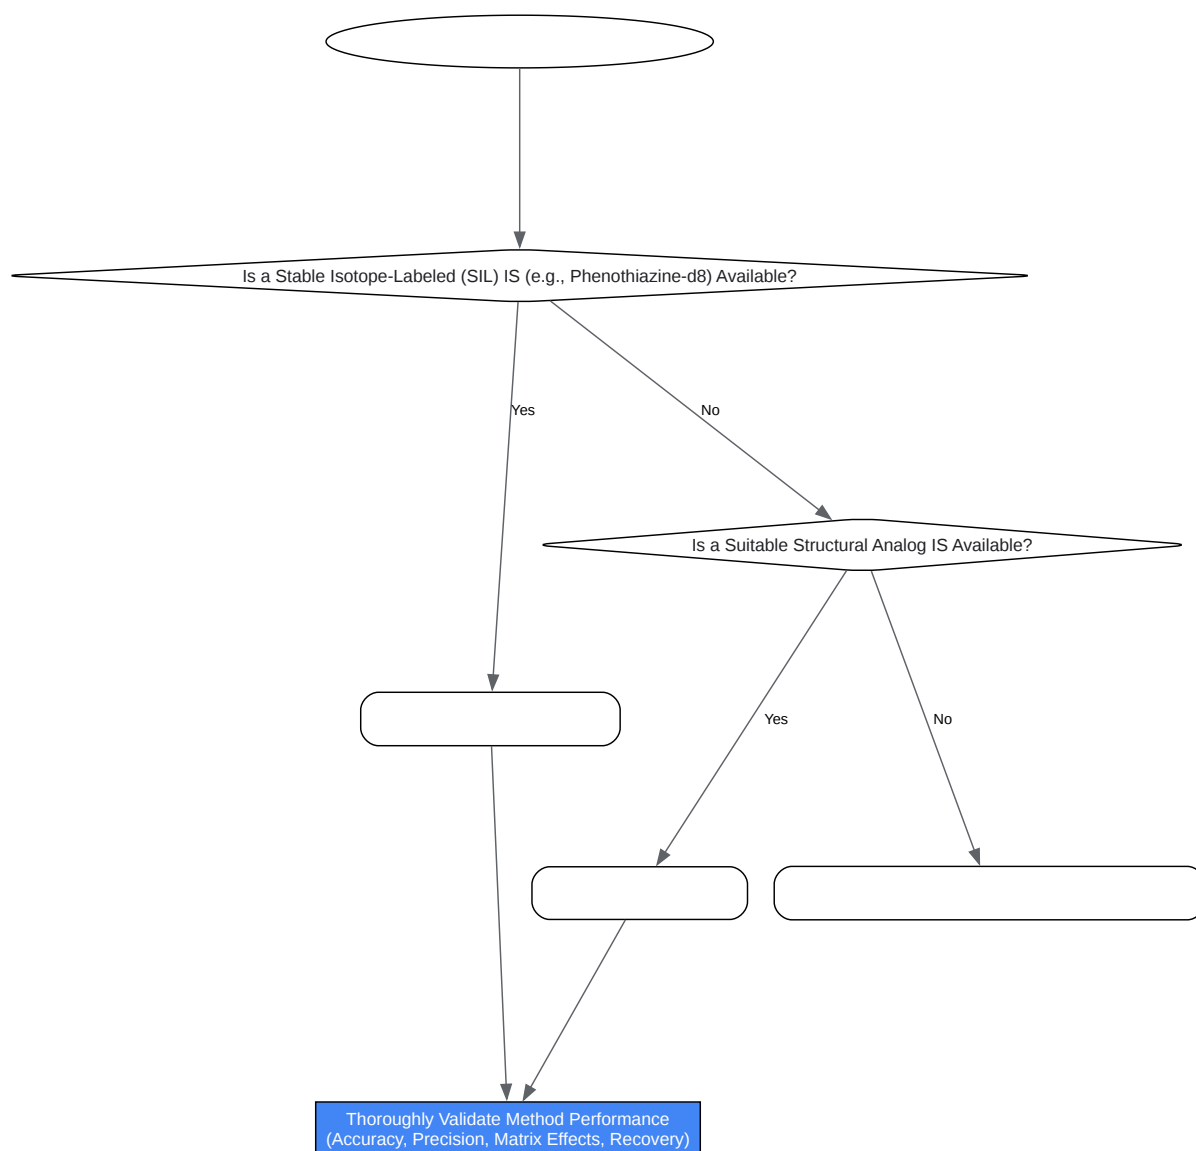 Is a Stable Isotope-Labeled (SIL) IS (e.g., Phenothiazine-d8) Available?
Yes
No
Is a Suitable Structural Analog IS Available?
Yes
No
Thoroughly Validate Method Performance
(Accuracy, Precision, Matrix Effects, Recovery)